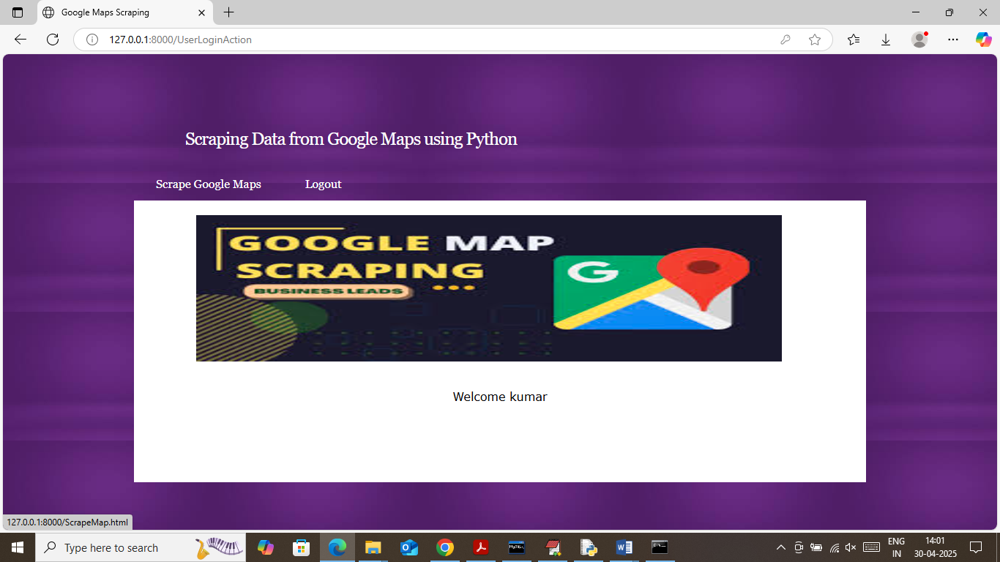 Google Maps Scraping
127.0.0.1:8000/UserLoginAction
Scraping Data from Google Maps using Python
Scrape Google Maps Logout
GOOGLE MAP
SCRAPING
BUSINESS LEADS
G
Welcome kumar
127.0.0.1:8000/ScrapeMap.html
Type here to search
ENG
IN
14:01
30-04-2025